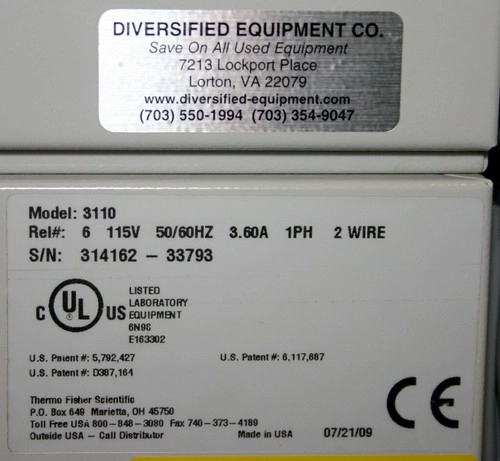 DIVERSIFIED EQUIPMENT CO.
Save On All Used Equipment
7213 Lockport Place
Lorton, VA 22079
www.diversified-equipment.com
(703) 550-1994 (703) 354-9047
Model: 3110
Rel#: 6 115V 50/60HZ 3.60A 1PH 2 WIRE
S/N: 314162 - 33793
C UL US
LISTED
LABORATORY
EQUIPMENT
6N98
E163302
U.S. Patent #: 5,792,427 U.S. Patent #: 6,117,687
U.S. Patent #: D387,164
CE
Thermo Fisher Scientific
P.O. Box 649 Marietta, OH 45750
Toll Free USA 800-848-3080 Fax 740-373-4189
Outside USA - Call Distributor Made in USA 07/21/09